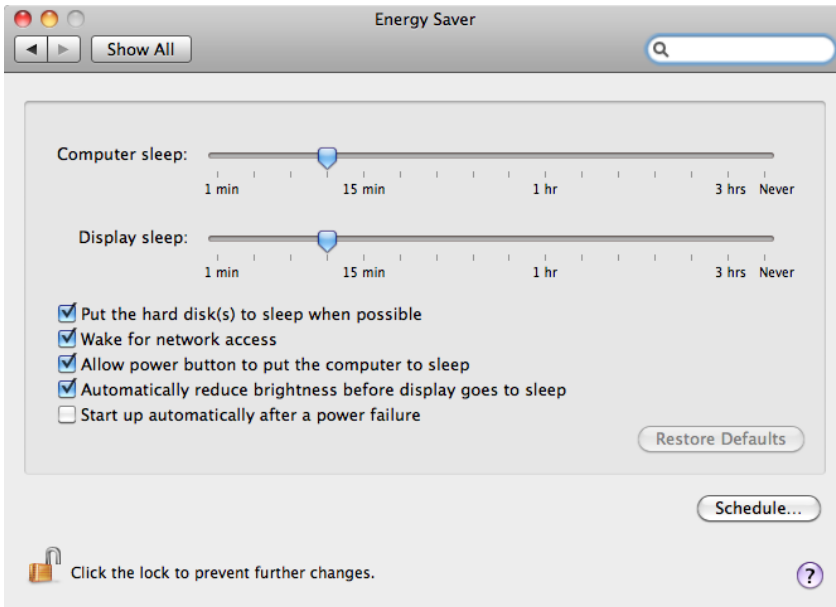 Energy Saver
Show All
Computer sleep:
1 min 15 min 1 hr 3 hrs Never
Display sleep:
1 min 15 min 1 hr 3 hrs Never
Put the hard disk(s) to sleep when possible
Wake for network access
Allow power button to put the computer to sleep
Automatically reduce brightness before display goes to sleep
Start up automatically after a power failure
Restore Defaults
Schedule...
Click the lock to prevent further changes.
?